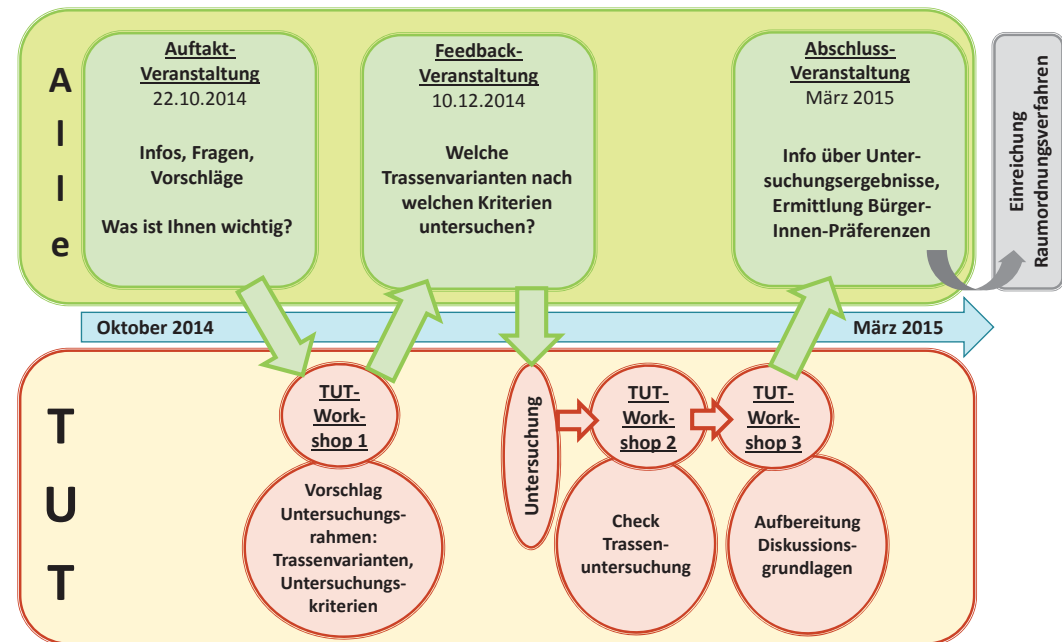 Alle
Auftakt-
Veranstaltung
22.10.2014
Infos, Fragen,
Vorschläge
Was ist Ihnen wichtig?
Feedback-
Veranstaltung
10.12.2014
Welche
Trassenvarianten nach
welchen Kriterien
untersuchen?
Abschluss-
Veranstaltung
März 2015
Info über Unter-
suchungsergebnisse,
Ermittlung Bürger-
Innen-Präferenzen
Einreichung
Raumordnungsverfahren
Oktober 2014
März 2015
TUT
TUT-
Work-
shop 1
Vorschlag
Untersuchungs-
rahmen:
Trassenvarianten,
Untersuchungs-
kriterien
Untersuchung
TUT-
Work-
shop 2
Check
Trassen-
untersuchung
TUT-
Work-
shop 3
Aufbereitung
Diskussions-
grundlagen